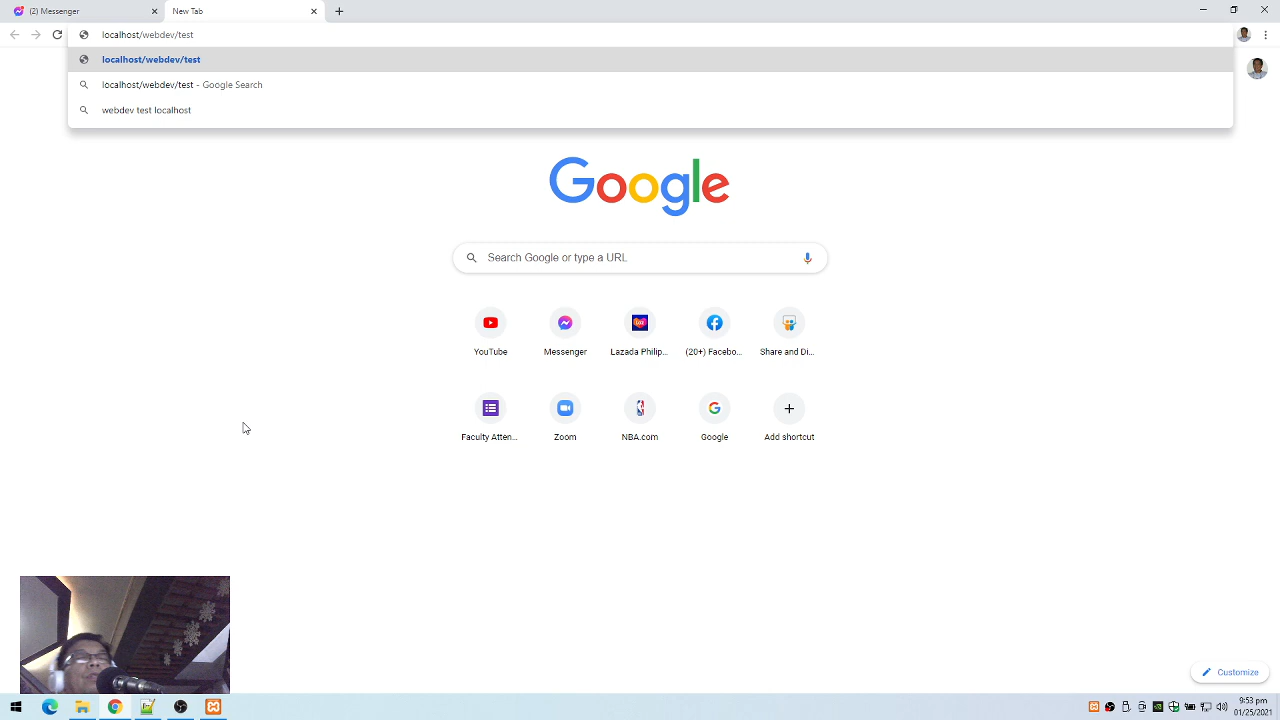 (2) Messenger
New Tab
localhost/webdev/test
localhost/webdev/test
localhost/webdev/test - Google Search
webdev test localhost
Google
Search Google or type a URL
YouTube
Messenger
Lazada Philip...
(20+) Facebo...
Share and Di...
Faculty Atten...
Zoom
NBA.com
Google
Add shortcut
Customize
9:53 pm
01/25/2021